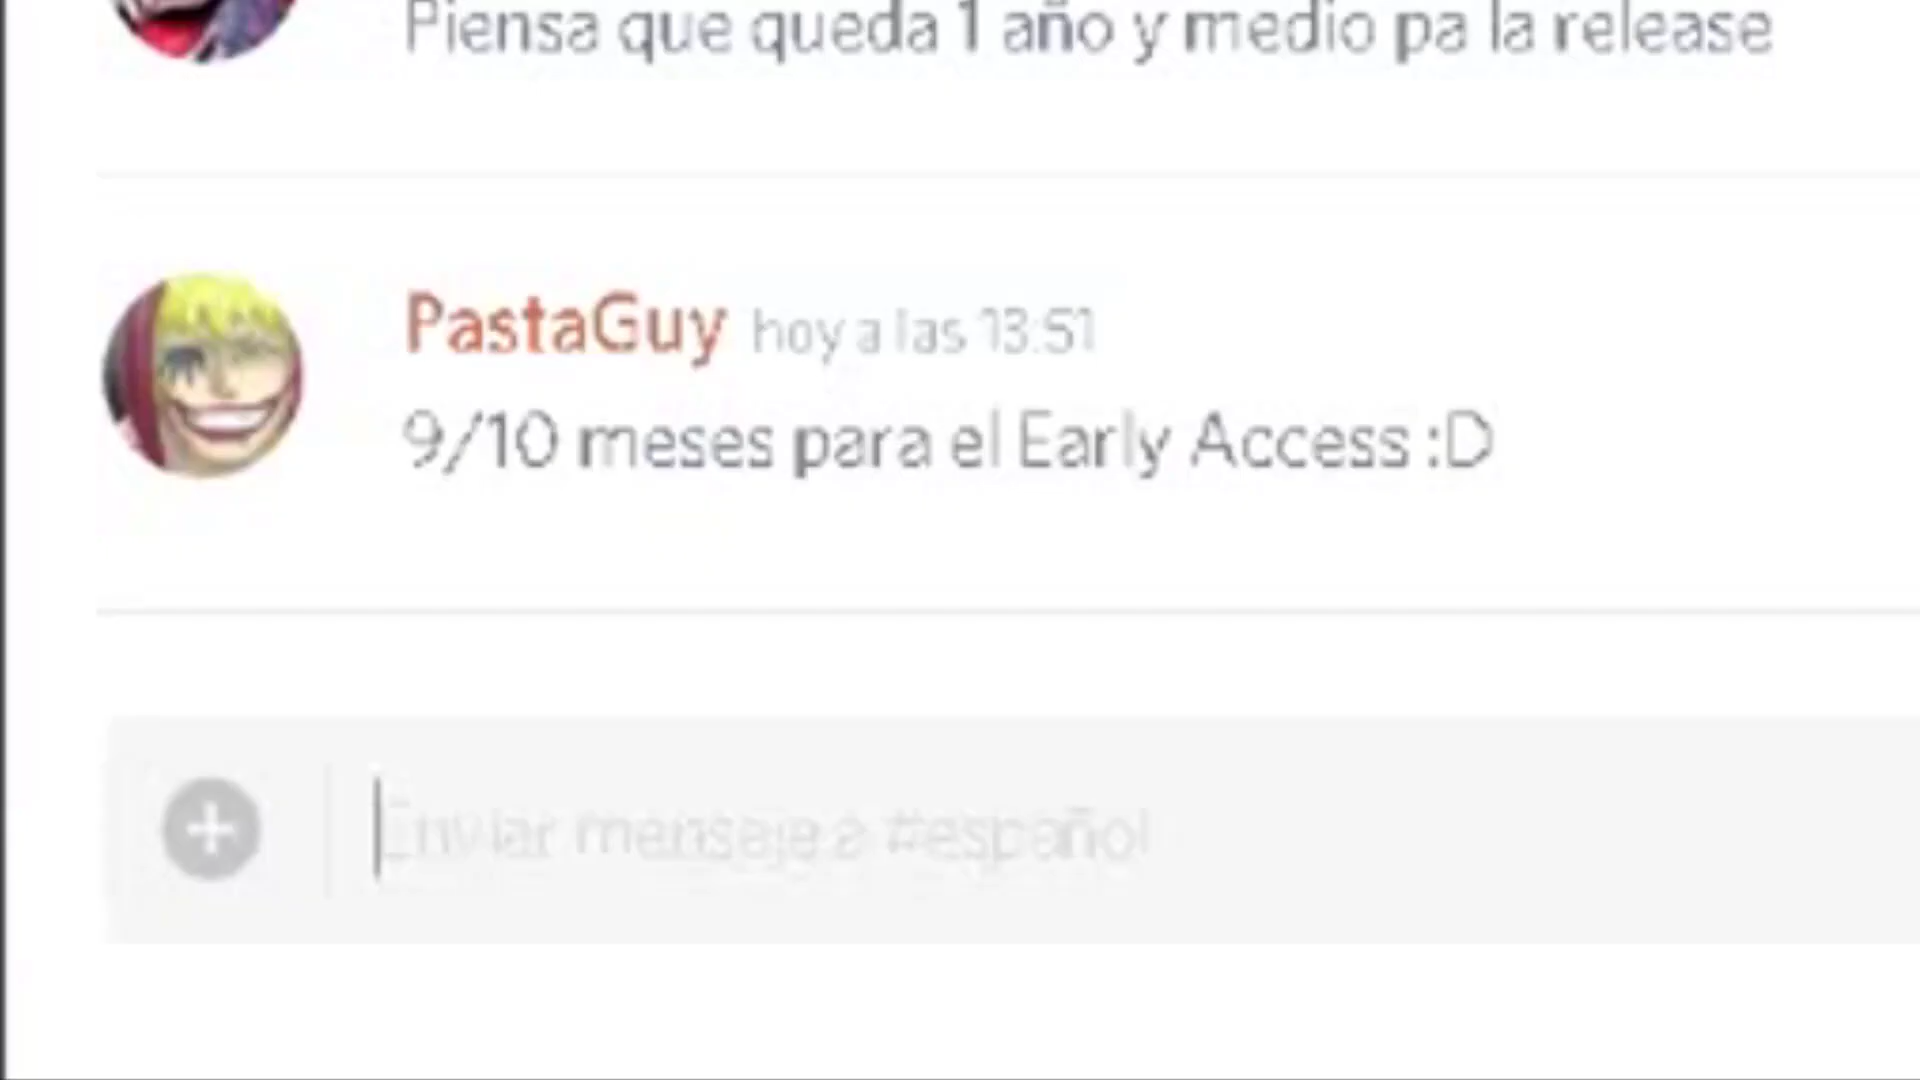 Piensa que queda 1 año y medio pa la release
PastaGuy hoy a las 13:51
9/10 meses para el Early Access :D
Enviar mensaje a #español